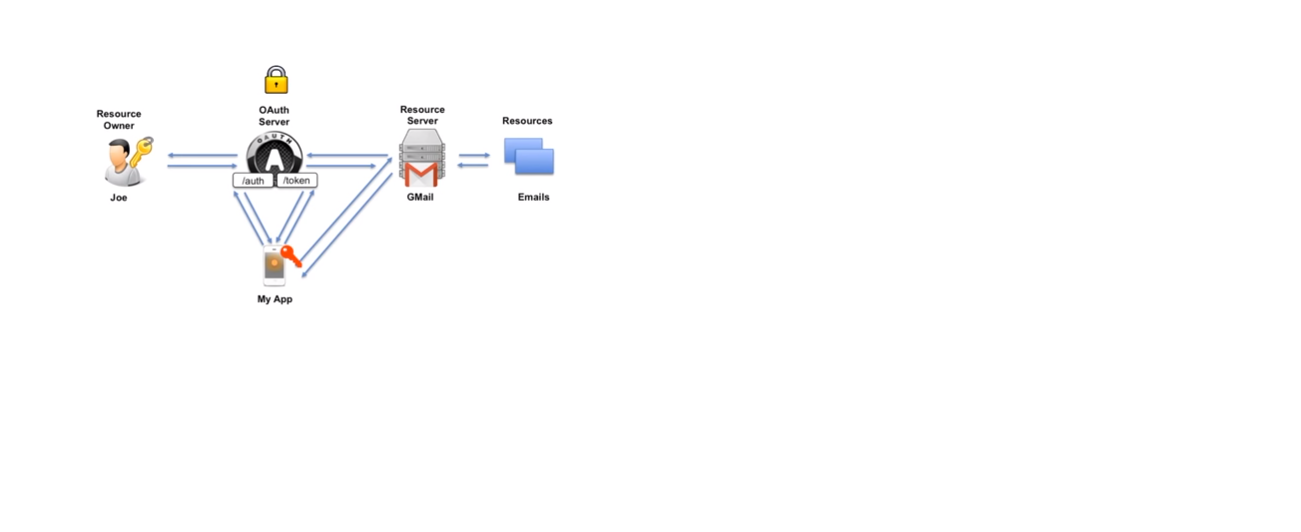 Resource
Owner
OAuth
Server
Resource
Server
Resources
OAUTH
/auth
/token
Joe
GMail
Emails
My App